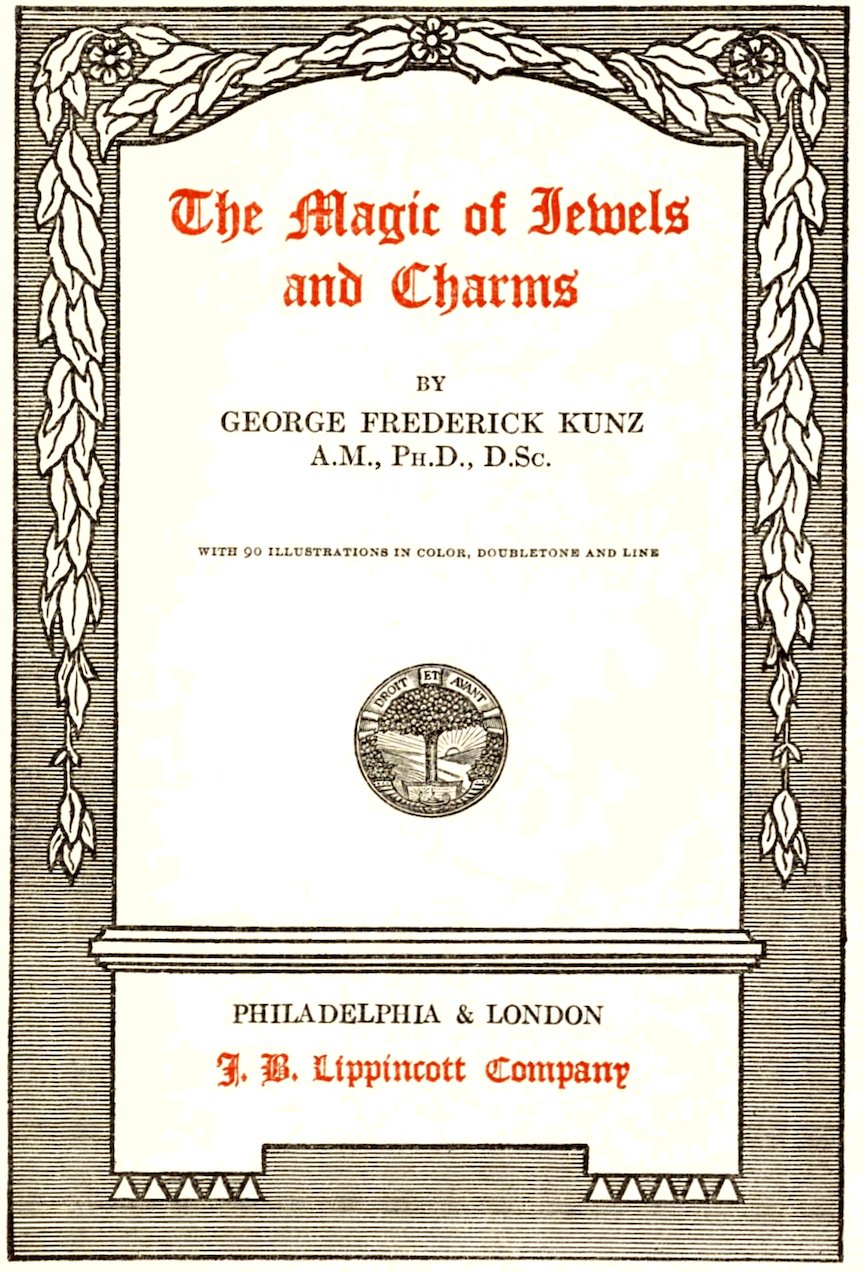 The Magic of Jewels
and Charms
BY
GEORGE FREDERICK KUNZ
A.M., Ph.D., D.Sc.
WITH 90 ILLUSTRATIONS IN COLOR, DOUBLETONE AND LINE
DROIT ET AVANT
PHILADELPHIA & LONDON
J. B. Lippincott Company